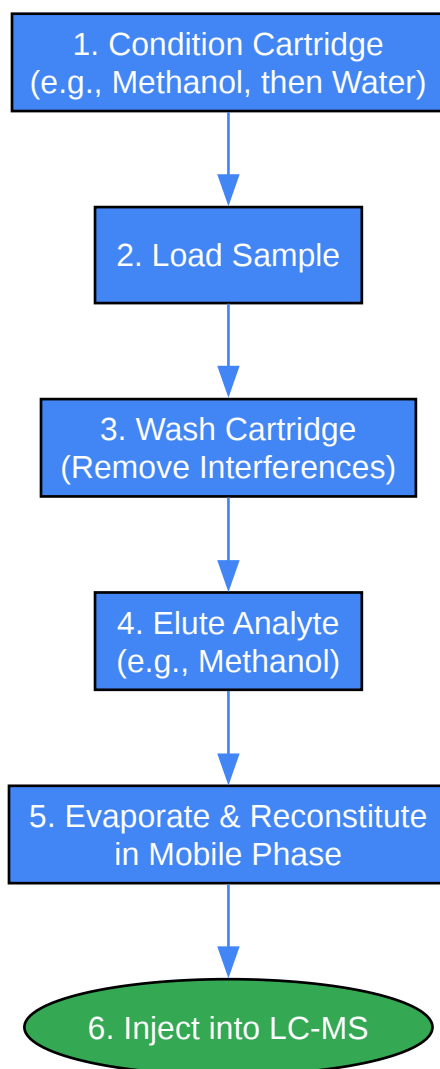 1. Condition Cartridge
(e.g., Methanol, then Water)
2. Load Sample
3. Wash Cartridge
(Remove Interferences)
4. Elute Analyte
(e.g., Methanol)
5. Evaporate & Reconstitute
in Mobile Phase
6. Inject into LC-MS